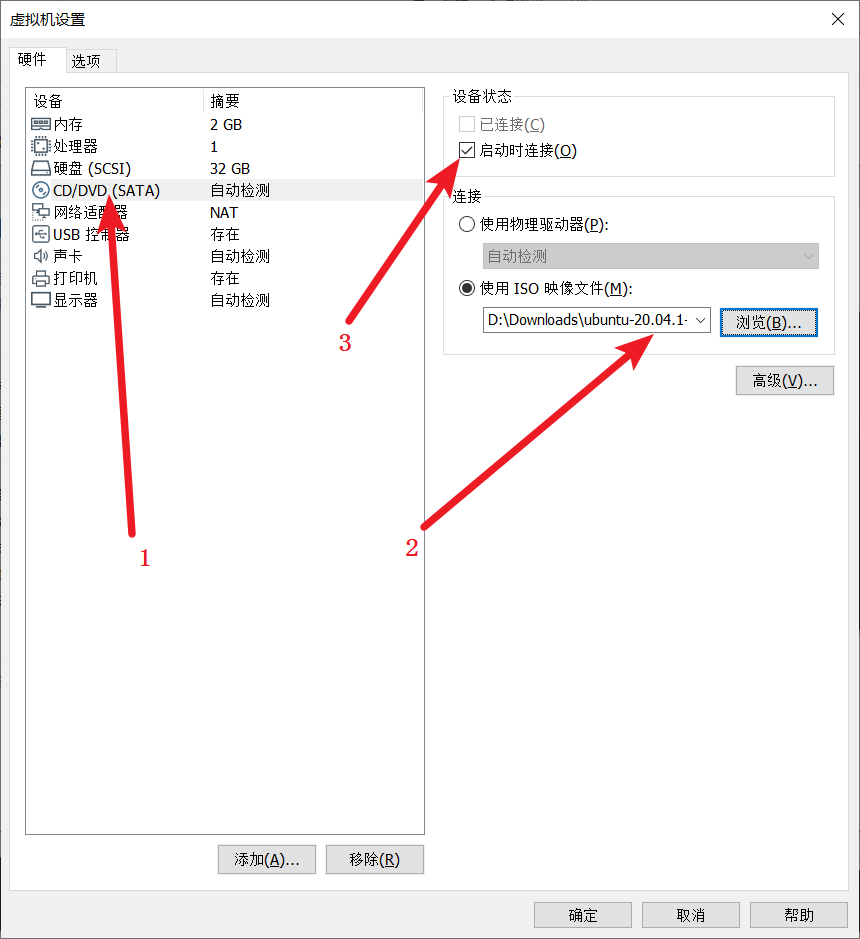 虚拟机设置
硬件 选项
设备 摘要
内存 2 GB
处理器 1
硬盘 (SCSI) 32 GB
CD/DVD (SATA) 自动检测
网络适配器 NAT
USB 控制器 存在
声卡 自动检测
打印机 存在
显示器 自动检测
添加(A)... 移除(R)
设备状态
已连接(C)
启动时连接(O)
连接
使用物理驱动器(P):
自动检测
使用 ISO 映像文件(M):
D:\Downloads\ubuntu-20.04.1- 浏览(B)...
高级(V)...
3
2
1
确定 取消 帮助